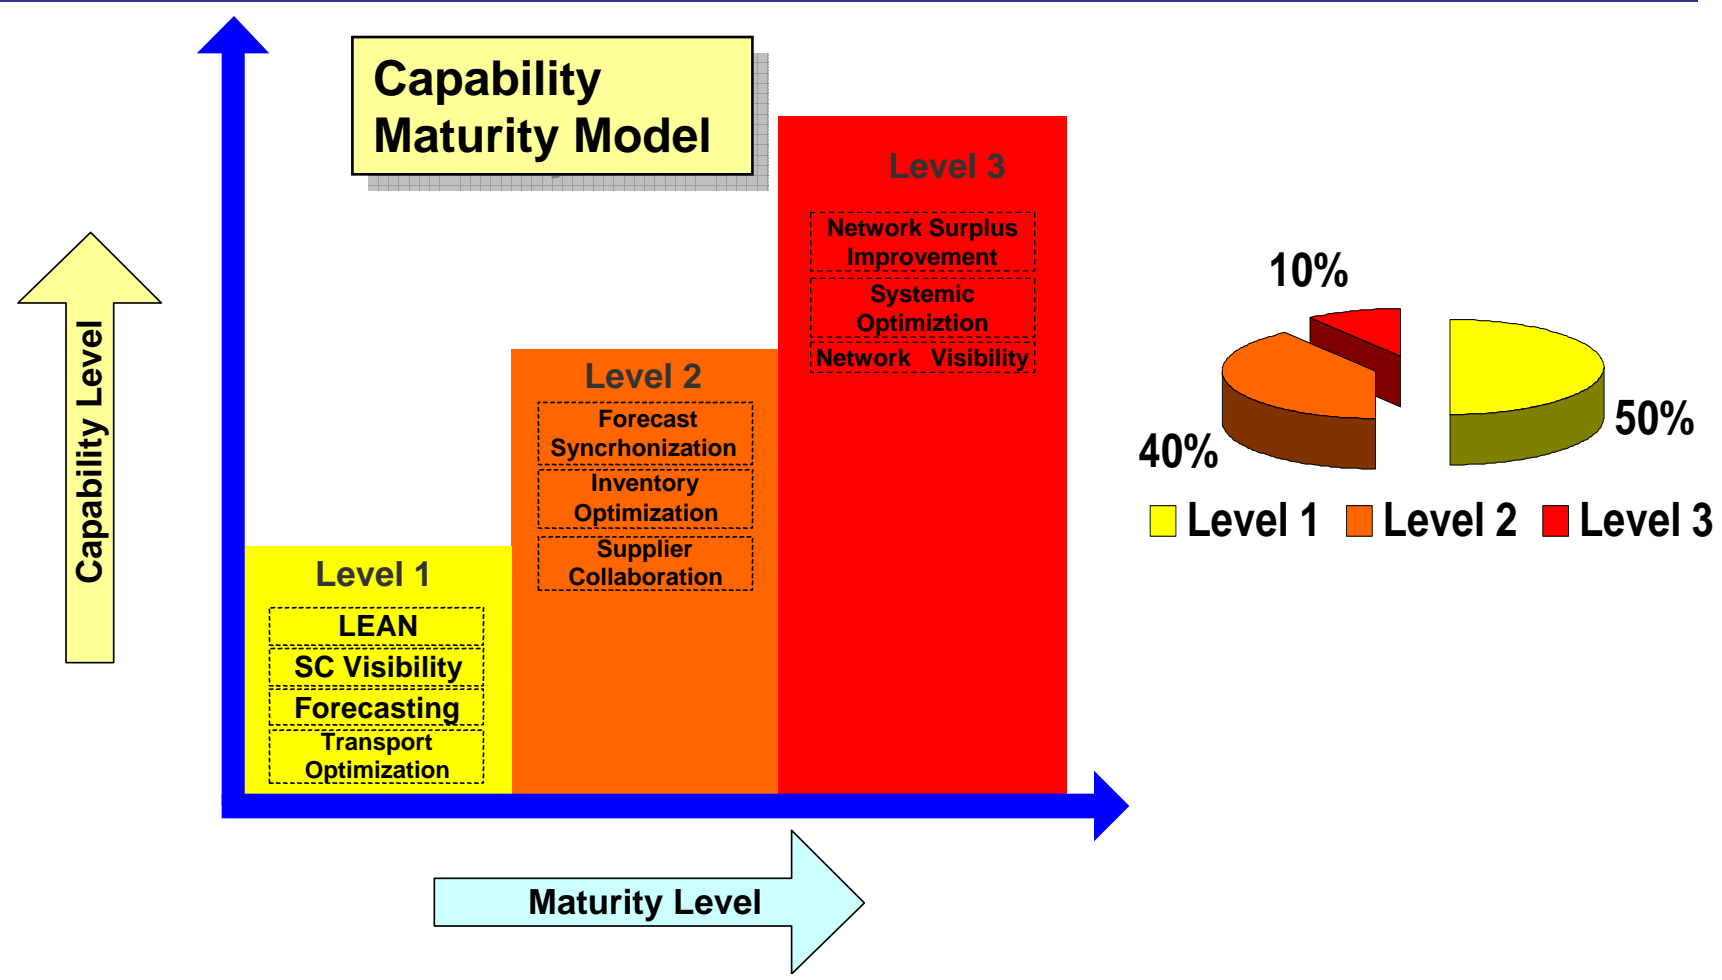 Capability
Maturity Model
Capability Level
Level 3
Network Surplus
Improvement
Systemic
Optimiztion
Network Visibility
Level 2
Forecast
Syncrhonization
Inventory
Optimization
Supplier
Collaboration
Level 1
LEAN
SC Visibility
Forecasting
Transport
Optimization
Maturity Level
10%
50%
40%
Level 1 Level 2 Level 3